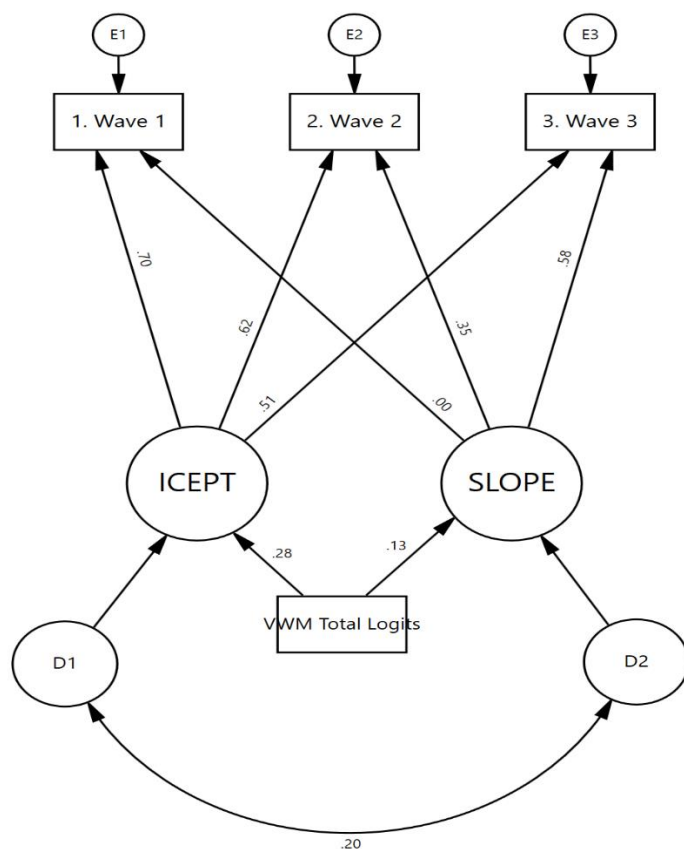 E1
E2
E3
1. Wave 1
2. Wave 2
3. Wave 3
.70
.62
.51
.00
.35
.58
ICEPT
SLOPE
.28
.13
VWM Total Logits
D1
D2
.20